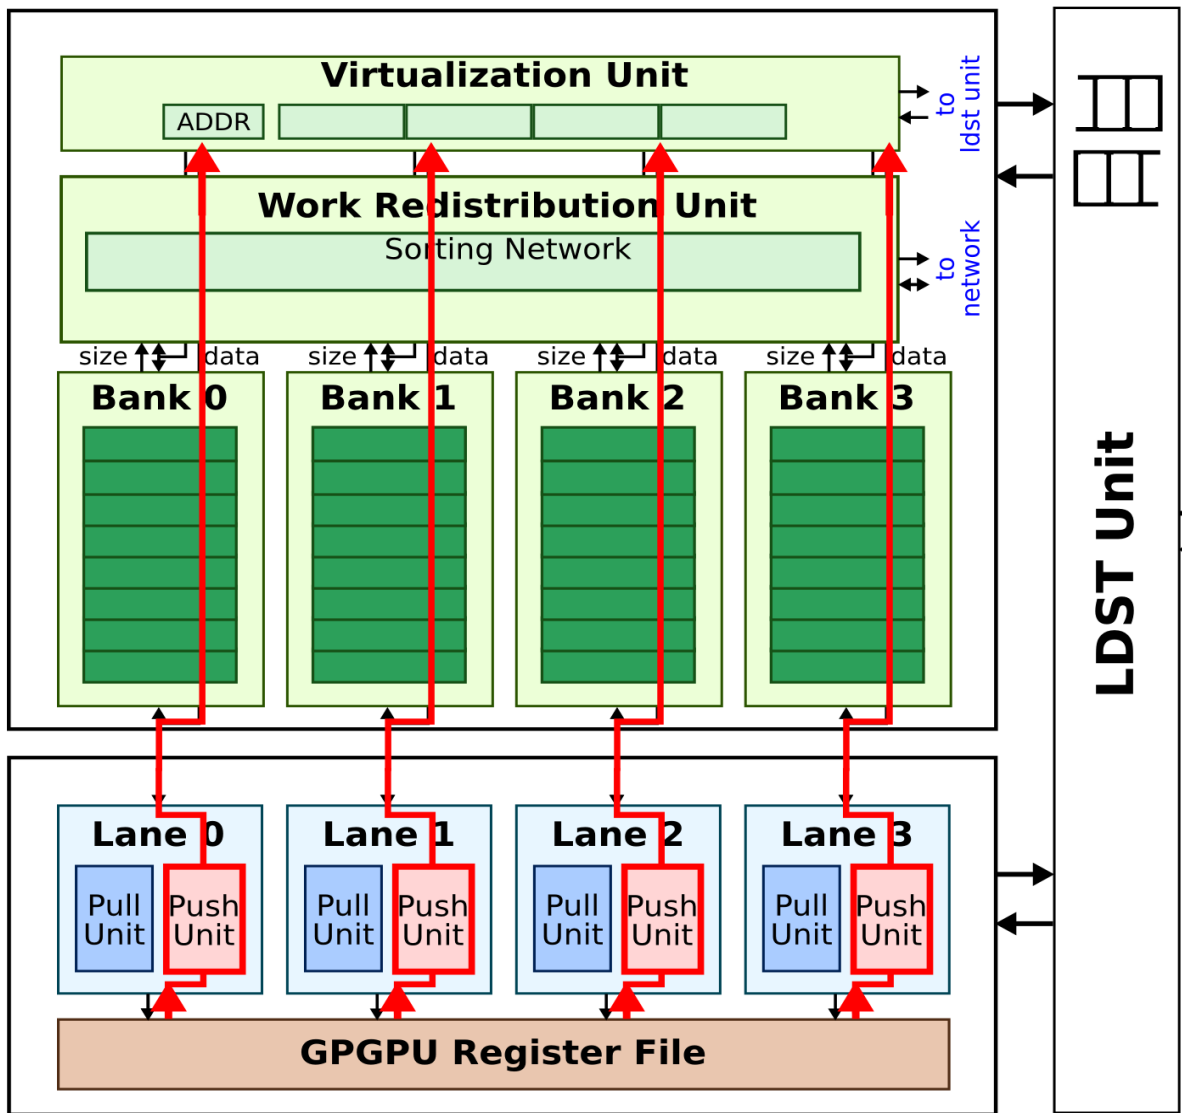 Virtualization Unit
ADDR
to
ldst unit
Work Redistribution Unit
Sorting Network
to
network
size data size data size data size data
Bank 0 Bank 1 Bank 2 Bank 3
LDST Unit
Lane 0 Lane 1 Lane 2 Lane 3
Pull Push Pull Push Pull Push Pull Push
Unit Unit Unit Unit Unit Unit Unit Unit
GPGPU Register File